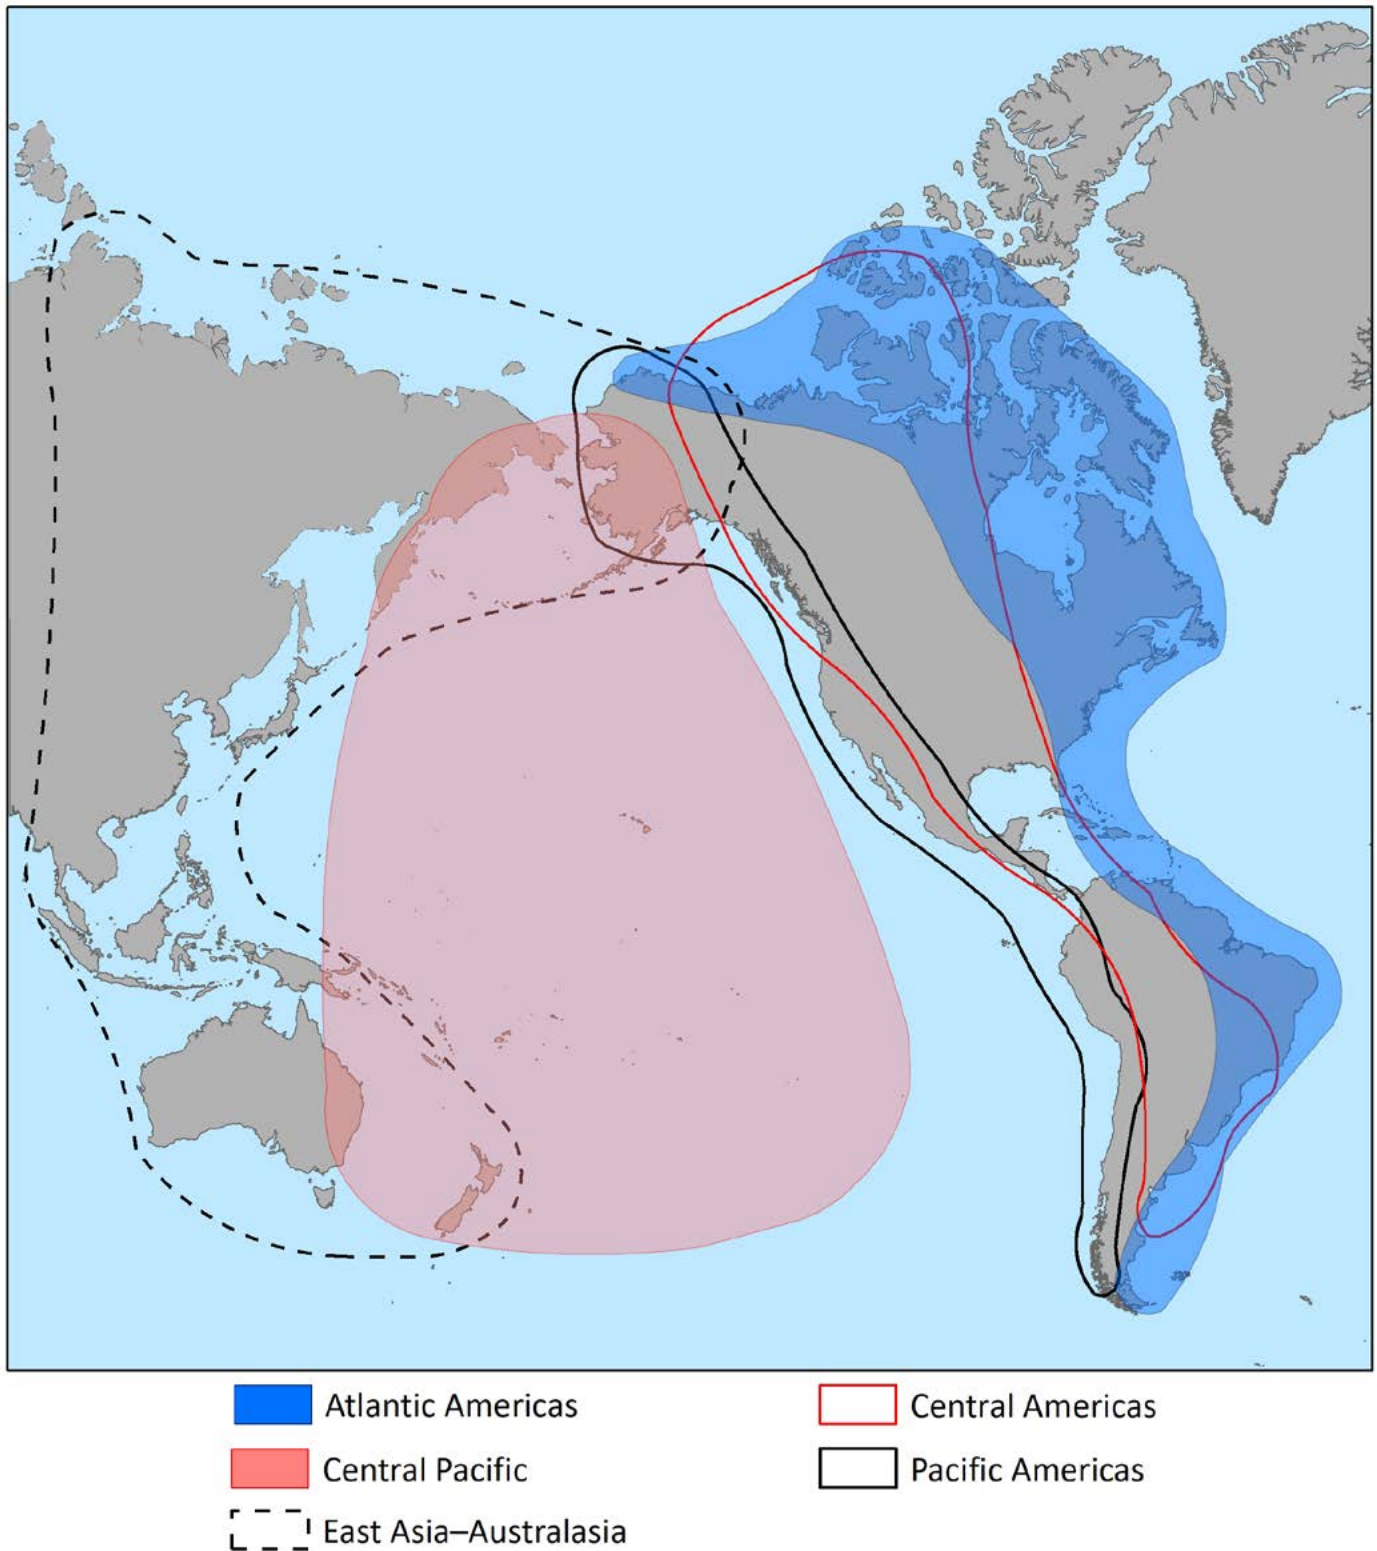 Atlantic Americas
Central Americas
Central Pacific
Pacific Americas
East Asia–Australasia